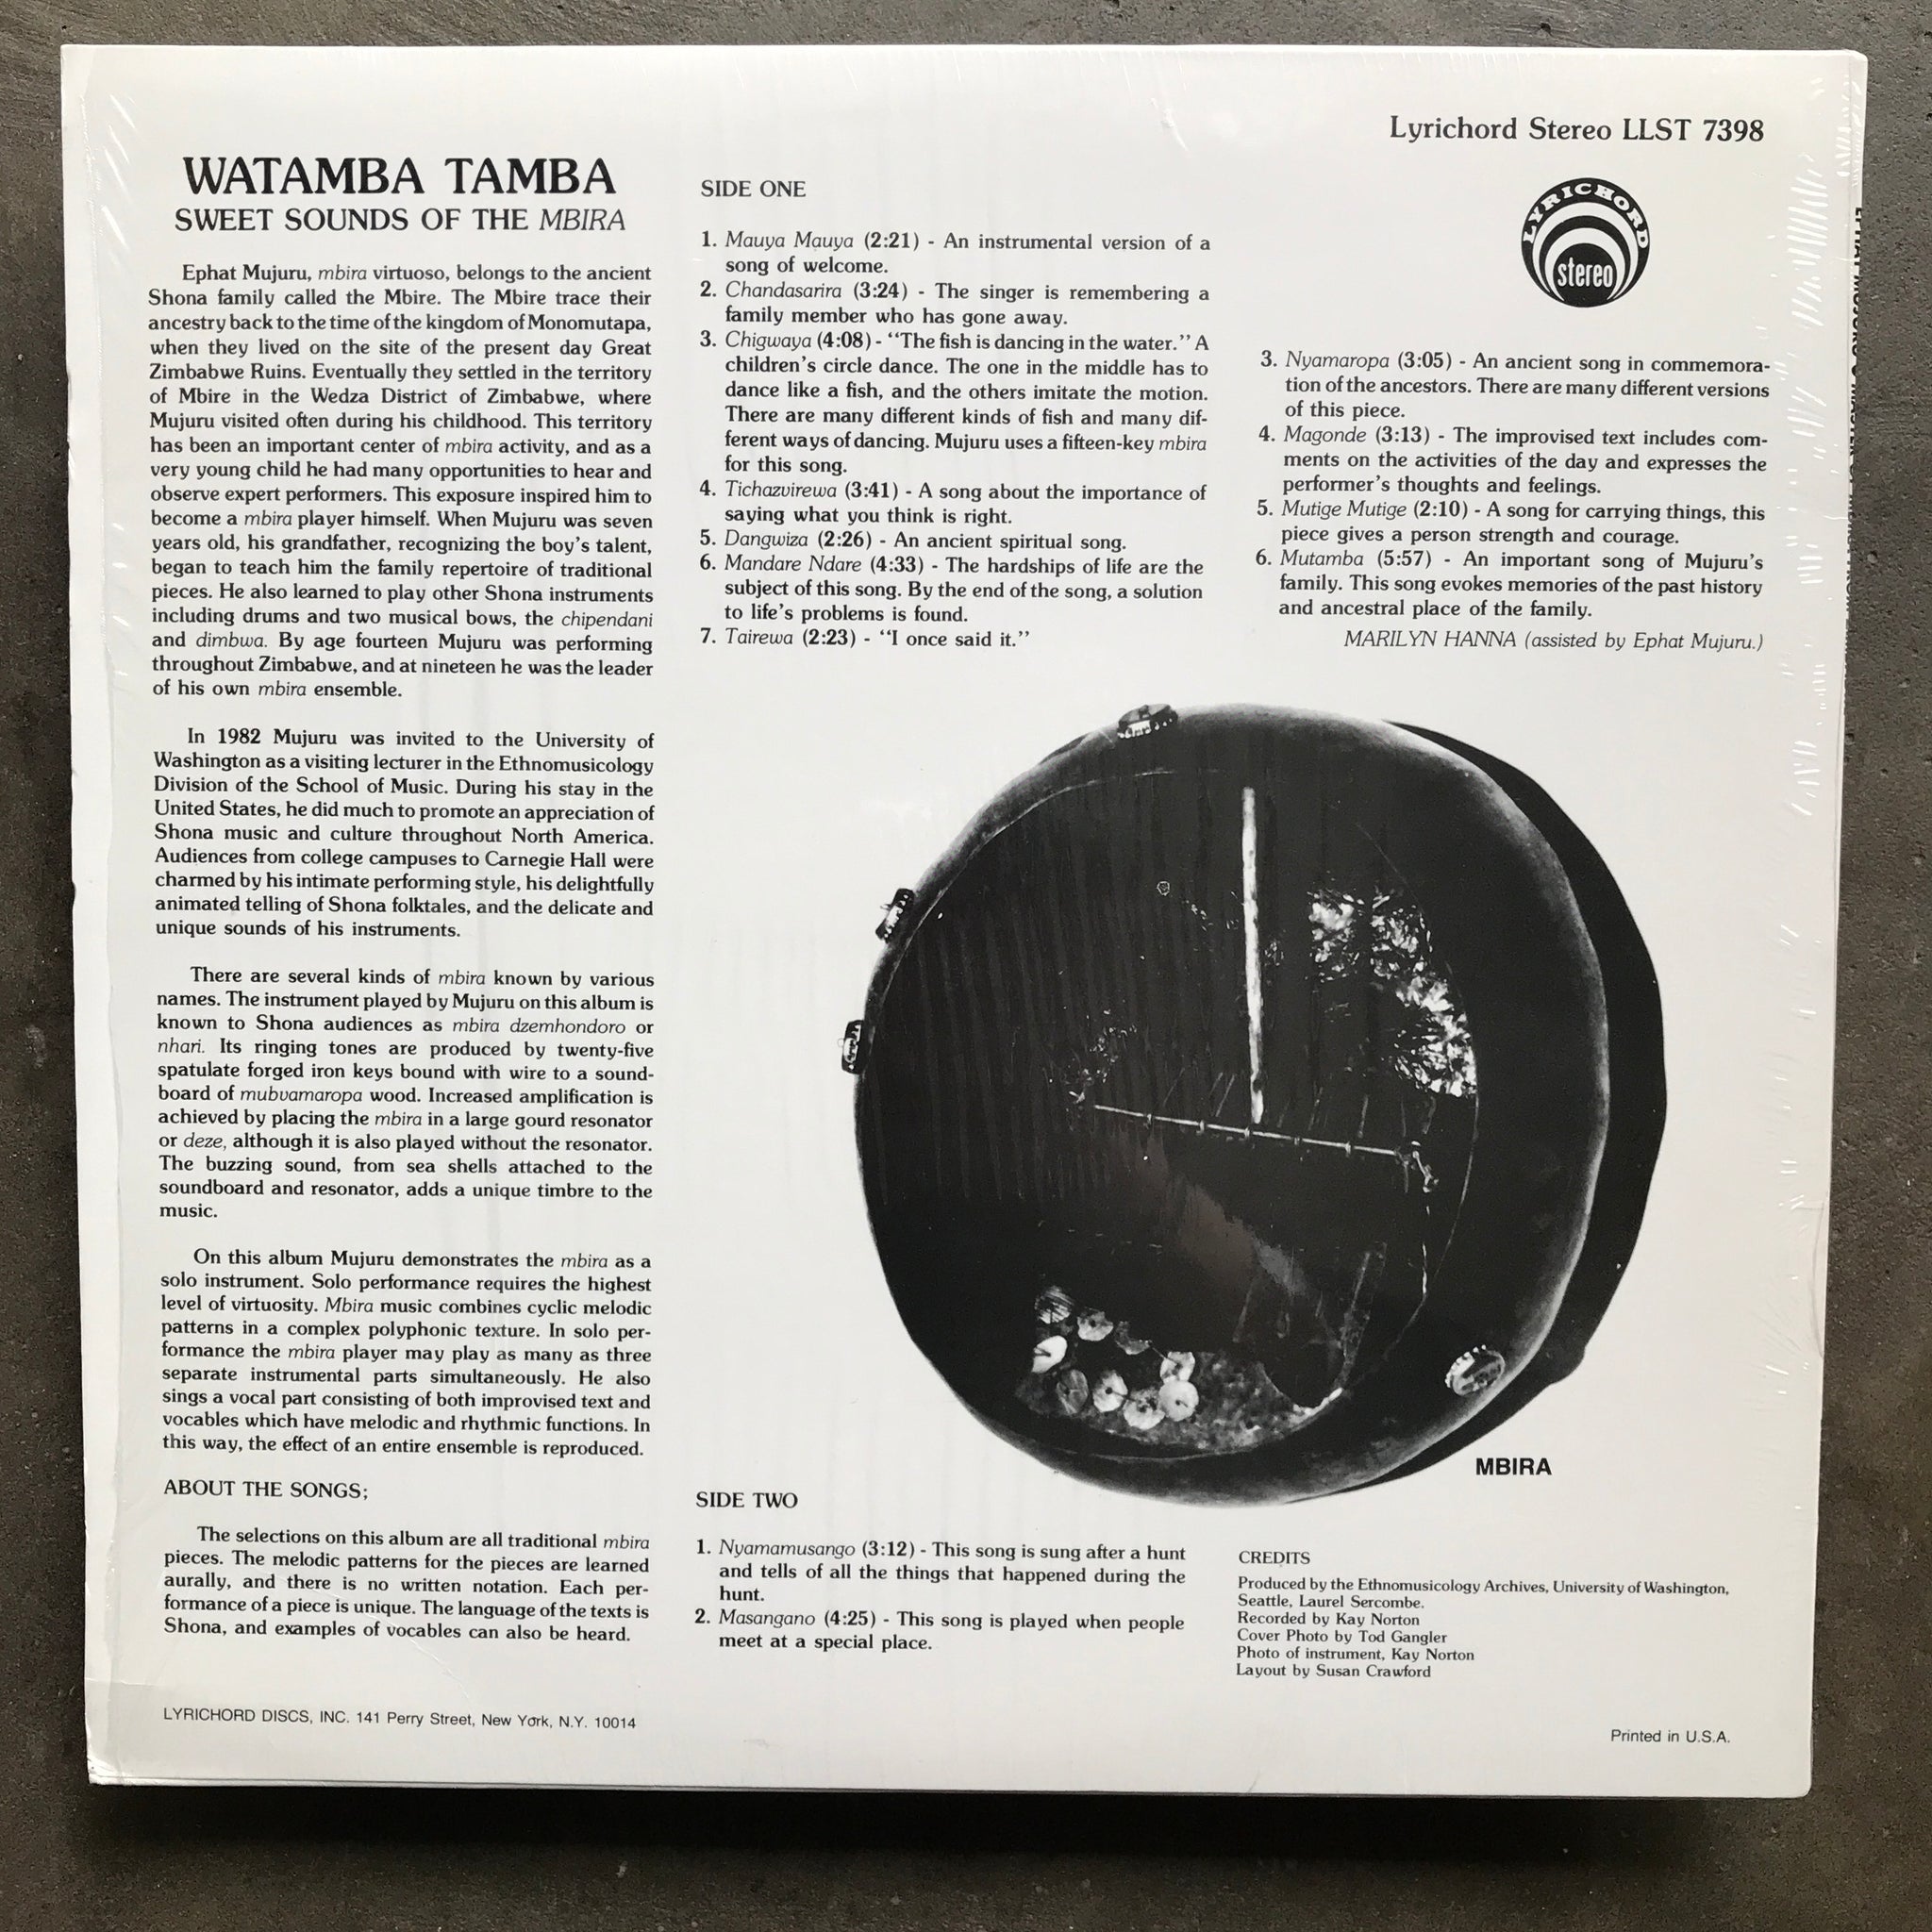 Lyrichord Stereo LLST 7398
LYRICHORD
stereo
WATAMBA TAMBA
SWEET SOUNDS OF THE MBIRA
Ephat Mujuru, mbira virtuoso, belongs to the ancient
Shona family called the Mbire. The Mbire trace their
ancestry back to the time of the kingdom of Monomutapa,
when they lived on the site of the present day Great
Zimbabwe Ruins. Eventually they settled in the territory
of Mbire in the Wedza District of Zimbabwe, where
Mujuru visited often during his childhood. This territory
has been an important center of mbira activity, and as a
very young child he had many opportunities to hear and
observe expert performers. This exposure inspired him to
become a mbira player himself. When Mujuru was seven
years old, his grandfather, recognizing the boy's talent,
began to teach him the family repertoire of traditional
pieces. He also learned to play other Shona instruments
including drums and two musical bows, the chipendani
and dimbwa. By age fourteen Mujuru was performing
throughout Zimbabwe, and at nineteen he was the leader
of his own mbira ensemble.
In 1982 Mujuru was invited to the University of
Washington as a visiting lecturer in the Ethnomusicology
Division of the School of Music. During his stay in the
United States, he did much to promote an appreciation of
Shona music and culture throughout North America.
Audiences from college campuses to Carnegie Hall were
charmed by his intimate performing style, his delightfully
animated telling of Shona folktales, and the delicate and
unique sounds of his instruments.
There are several kinds of mbira known by various
names. The instrument played by Mujuru on this album is
known to Shona audiences as mbira dzemhondoro or
nhari. Its ringing tones are produced by twenty-five
spatulate forged iron keys bound with wire to a sound-
board of mubvamaropa wood. Increased amplification is
achieved by placing the mbira in a large gourd resonator
or deze, although it is also played without the resonator.
The buzzing sound, from sea shells attached to the
soundboard and resonator, adds a unique timbre to the
music.
On this album Mujuru demonstrates the mbira as a
solo instrument. Solo performance requires the highest
level of virtuosity. Mbira music combines cyclic melodic
patterns in a complex polyphonic texture. In solo per-
formance the mbira player may play as many as three
separate instrumental parts simultaneously. He also
sings a vocal part consisting of both improvised text and
vocables which have melodic and rhythmic functions. In
this way, the effect of an entire ensemble is reproduced.
ABOUT THE SONGS;
The selections on this album are all traditional mbira
pieces. The melodic patterns for the pieces are learned
aurally, and there is no written notation. Each per-
formance of a piece is unique. The language of the texts is
Shona, and examples of vocables can also be heard.
LYRICHORD DISCS, INC. 141 Perry Street, New York, N.Y. 10014
SIDE ONE
1. Mauya Mauya (2:21) - An instrumental version of a
song of welcome.
2. Chandasarira (3:24) - The singer is remembering a
family member who has gone away.
3. Chigwaya (4:08) - "The fish is dancing in the water." A
children's circle dance. The one in the middle has to
dance like a fish, and the others imitate the motion.
There are many different kinds of fish and many dif-
ferent ways of dancing. Mujuru uses a fifteen-key mbira
for this song.
4. Tichazvirewa (3:41) - A song about the importance of
saying what you think is right.
5. Dangwiza (2:26) - An ancient spiritual song.
6. Mandare Ndare (4:33) - The hardships of life are the
subject of this song. By the end of the song, a solution
to life's problems is found.
7. Tairewa (2:23) - "I once said it."
SIDE TWO
1. Nyamamusango (3:12) - This song is sung after a hunt
and tells of all the things that happened during the
hunt.
2. Masangano (4:25) - This song is played when people
meet at a special place.
3. Nyamaropa (3:05) - An ancient song in commemora-
tion of the ancestors. There are many different versions
of this piece.
4. Magonde (3:13) - The improvised text includes com-
ments on the activities of the day and expresses the
performer's thoughts and feelings.
5. Mutige Mutige (2:10) - A song for carrying things, this
piece gives a person strength and courage.
6. Mutamba (5:57) - An important song of Mujuru's
family. This song evokes memories of the past history
and ancestral place of the family.
MARILYN HANNA (assisted by Ephat Mujuru.)
MBIRA
CREDITS
Produced by the Ethnomusicology Archives, University of Washington,
Seattle, Laurel Sercombe.
Recorded by Kay Norton
Cover Photo by Tod Gangler
Photo of instrument, Kay Norton
Layout by Susan Crawford
Printed in U.S.A.